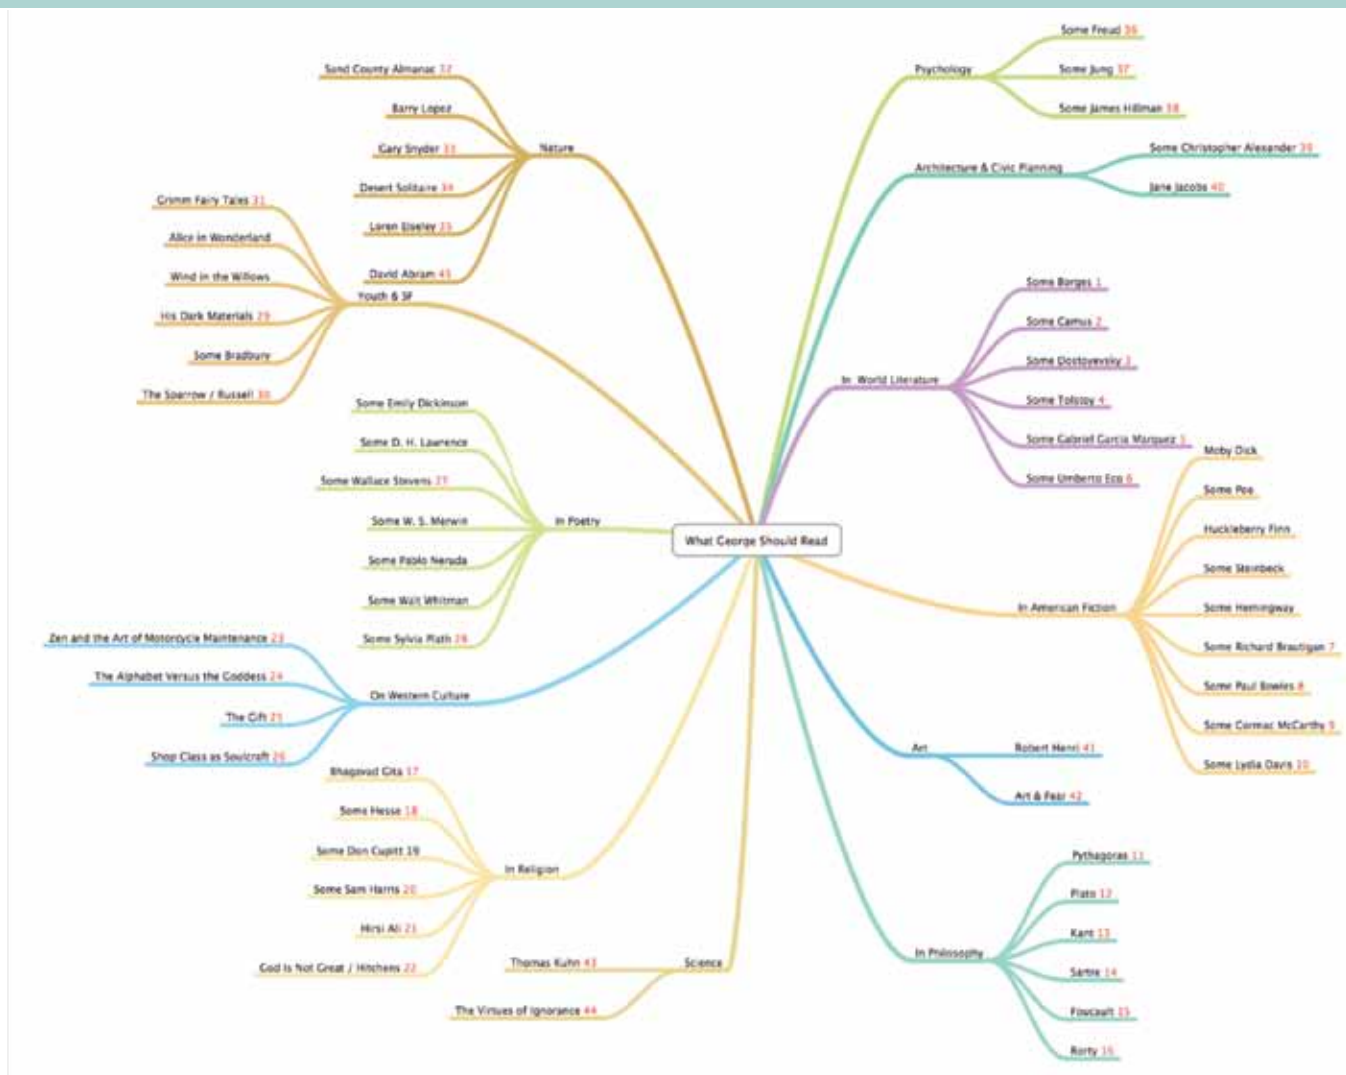 What George Should Read
Psychology
Some Freud 36
Some Jung 37
Some James Hillman 38
Architecture & Civic Planning
Some Christopher Alexander 39
Jane Jacobs 40
In World Literature
Some Borges 1
Some Camus 2
Some Dostoyevsky 3
Some Tolstoy 4
Some Gabriel Garcia Marquez 5
Some Umberto Eco 6
In American Fiction
Moby Dick
Some Poe
Huckleberry Finn
Some Steinbeck
Some Hemingway
Some Richard Brautigan 7
Some Paul Bowles 8
Some Cormac McCarthy 9
Some Lydia Davis 10
Art
Robert Henri 41
Art & Fear 42
In Philosophy
Pythagoras 11
Plato 12
Kant 13
Sartre 14
Foucault 15
Rorty 16
Science
Thomas Kuhn 43
The Virtues of Ignorance 44
In Religion
Bhagavad Gita 17
Some Hesse 18
Some Don Cupitt 19
Some Sam Harris 20
Hirsi Ali 21
God Is Not Great / Hitchens 22
On Western Culture
Zen and the Art of Motorcycle Maintenance 23
The Alphabet Versus the Goddess 24
The Gift 25
Shop Class as Soulcraft 26
In Poetry
Some Emily Dickinson
Some D. H. Lawrence
Some Wallace Stevens 27
Some W. S. Merwin
Some Pablo Neruda
Some Walt Whitman
Some Sylvia Plath 28
Youth & SF
Grimm Fairy Tales 31
Alice in Wonderland
Wind in the Willows
His Dark Materials 29
Some Bradbury
The Sparrow / Russell 30
Nature
Sand County Almanac 32
Barry Lopez
Gary Snyder 33
Desert Solitaire 34
Loren Eiseley 35
David Abram 45